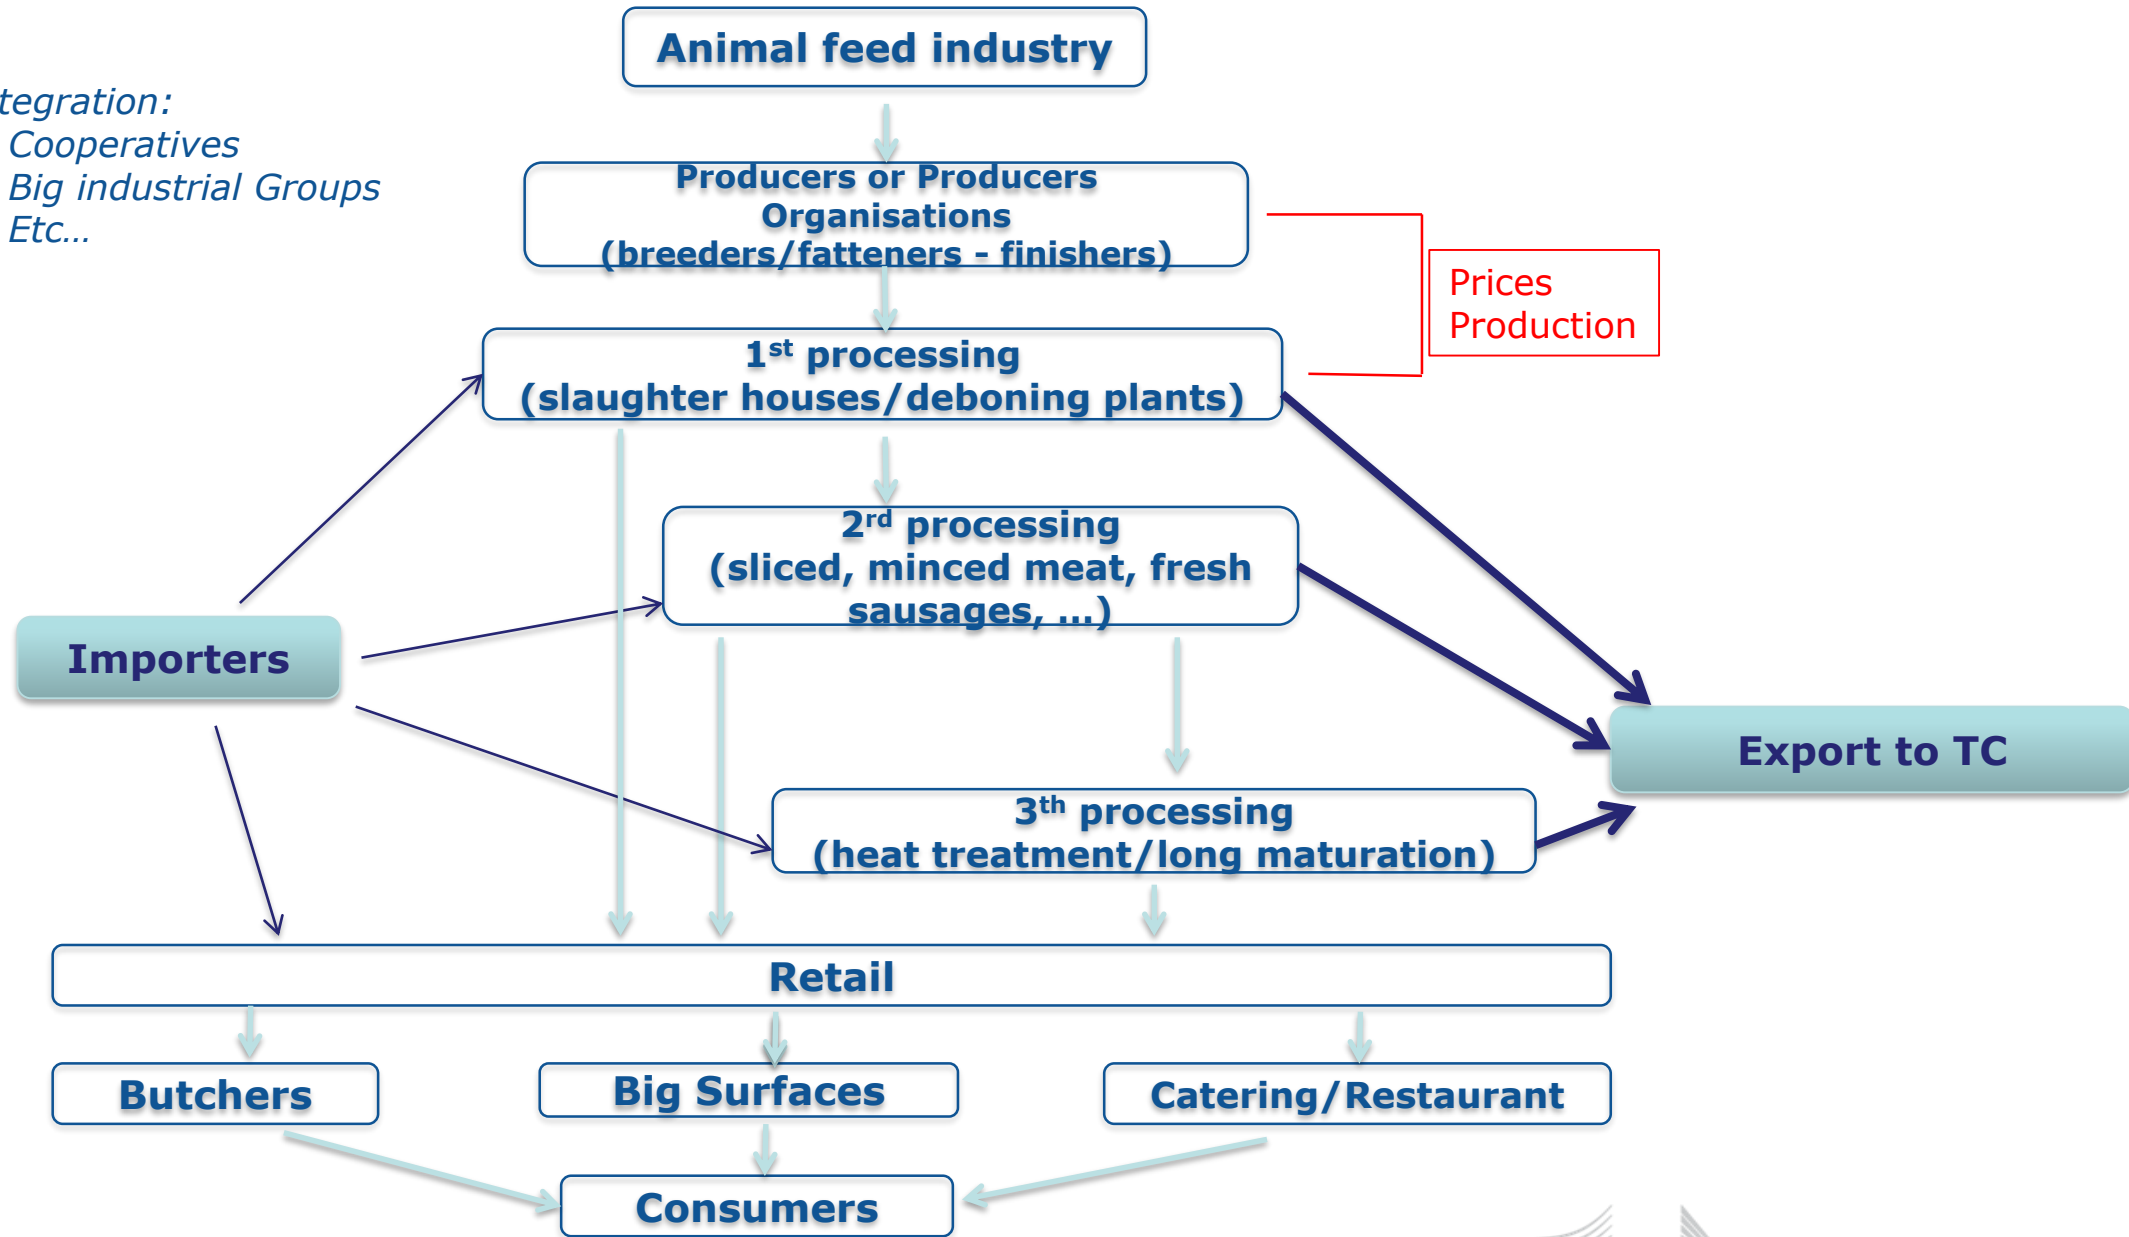 Animal feed industry
tegration:
Cooperatives
Big industrial Groups
Etc...
Producers or Producers
Organisations
(breeders/fatteners - finishers)
Prices
Production
1st processing
(slaughter houses/deboning plants)
2rd processing
(sliced, minced meat, fresh
sausages, ...)
Importers
Export to TC
3th processing
(heat treatment/long maturation)
Retail
Butchers
Big Surfaces
Catering/Restaurant
Consumers